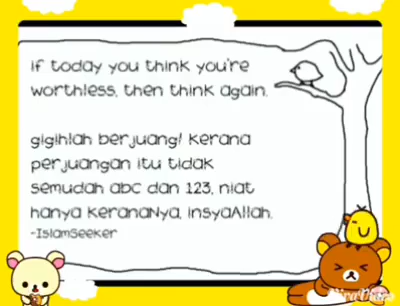 if today you think you're
worthless, then think again.
gigihlah berjuang! kerana
perjuangan itu tidak
semudah abc dan 123, niat
hanya keranaNya, insyaAllah.
-IslamSeeker